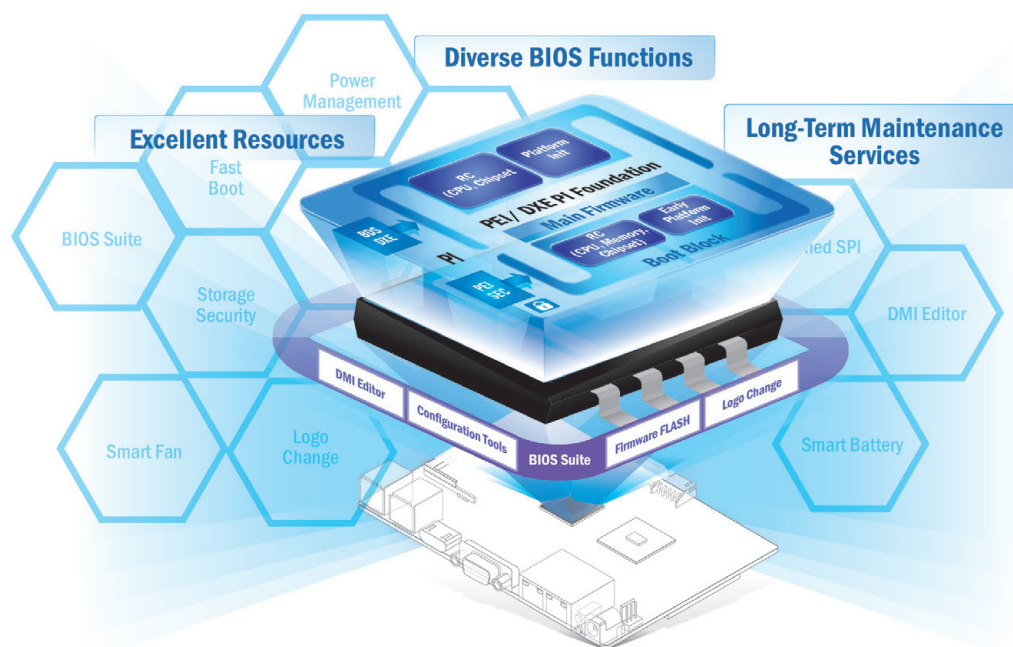 Diverse BIOS Functions
Power
Management
Excellent Resources
Long-Term Maintenance
Services
Fast
Boot
BIOS Suite
Storage
Security
Smart Fan
Logo
Change
RC
(CPU, Chipset
Platform
Init
PEI/ DXE PI Foundation
Main Firmware
BDS
DXE
PI
RC
(CPU, Memory,
Chipset)
Early
Platform
Init
Boot Block
PEI
SEC
SPI
DMI Editor
Smart Battery
DMI Editor
Configuration Tools
BIOS Suite
Firmware FLASH
Logo Change